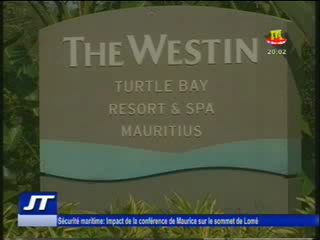 THE WESTIN
TURTLE BAY
RESORT & SPA
MAURITIUS
20:02
JT
Sécurité maritime: Impact de la conférence de Maurice sur le sommet de Lomé